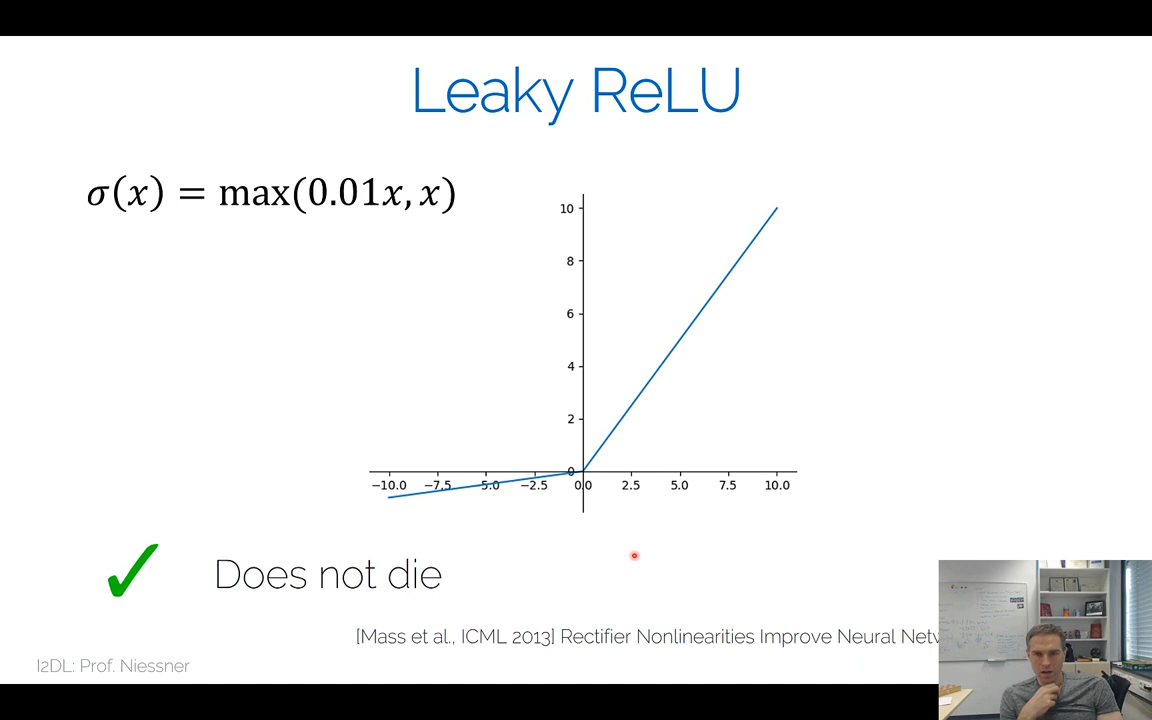 Leaky ReLU
σ(x) = max(0.01x, x)
10
8
6
4
2
0
−10.0 −7.5 −5.0 −2.5 0.0 2.5 5.0 7.5 10.0
✓ Does not die
[Mass et al., ICML 2013] Rectifier Nonlinearities Improve Neural
I2DL: Prof. Niessner